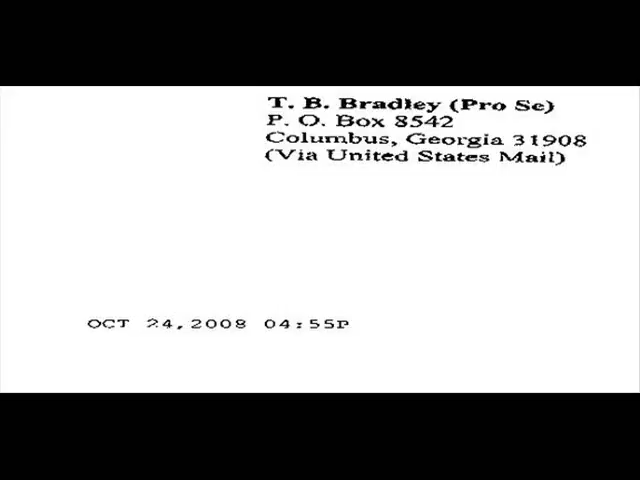 T. B. Bradley (Pro Se)
P. O. Box 8542
Columbus, Georgia 31908
(Via United States Mail)
OCT 24,2008 04:55P